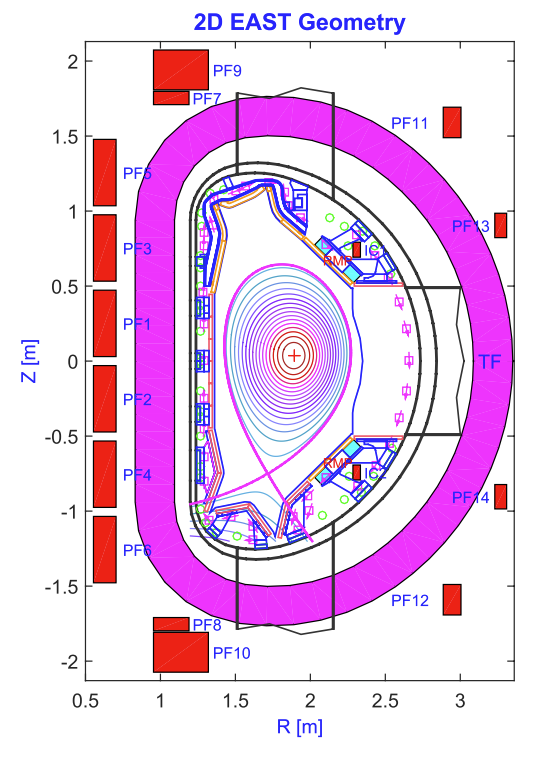 2D EAST Geometry
2
PF9
PF7
1.5
PF11
PF5
1
PF13
PF3
IC
RMP
0.5
PF1
Z [m]
0
TF
PF2
-0.5
RMP
IC
PF4
PF14
-1
PF6
-1.5
PF12
PF8
PF10
-2
0.5 1 1.5 2 2.5 3
R [m]